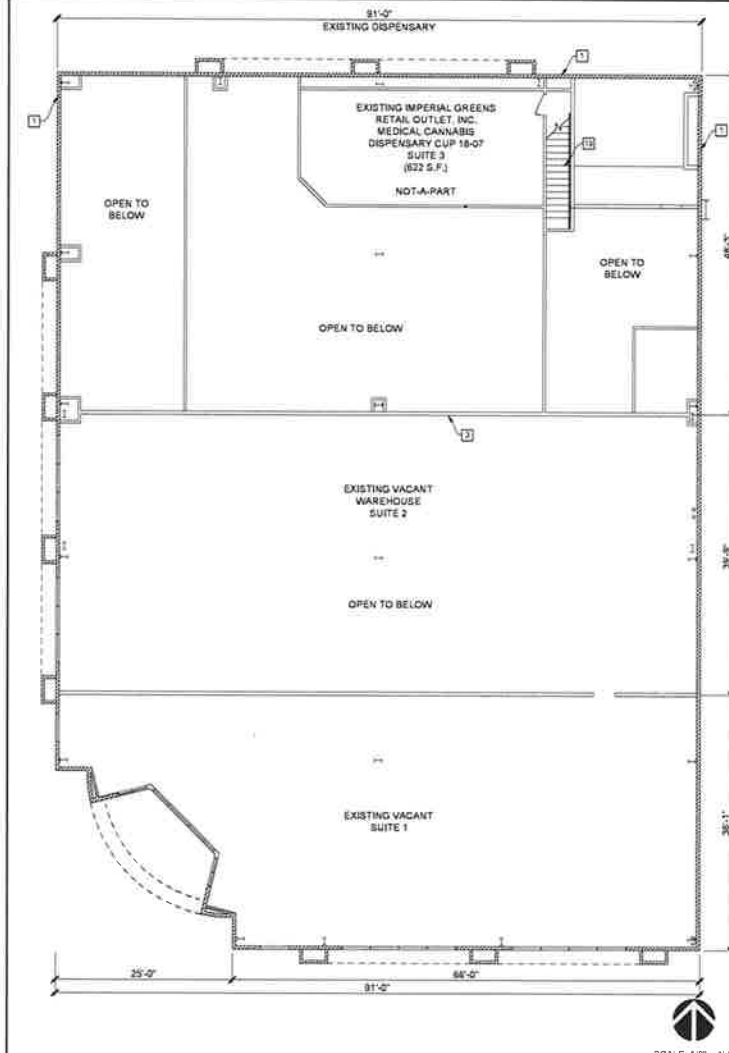 91'-0"
EXISTING DISPENSARY
1
1
1
EXISTING IMPERIAL GREENS
RETAIL OUTLET, INC.
MEDICAL CANNABIS
DISPENSARY CUP 18-07
SUITE 3
(622 S.F.)
NOT-A-PART
OPEN TO
BELOW
OPEN TO
BELOW
OPEN TO BELOW
EXISTING VACANT
WAREHOUSE
SUITE 2
OPEN TO BELOW
EXISTING VACANT
SUITE 1
36'-1"
25'-0"
66'-0"
91'-0"